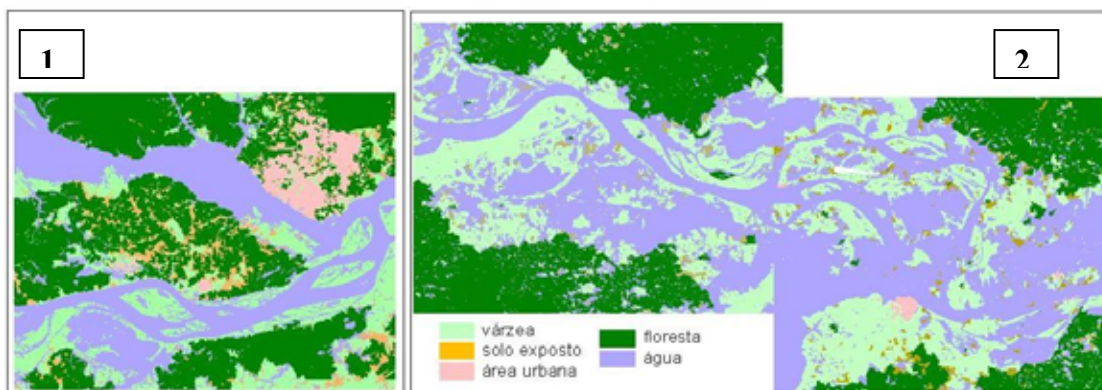 1
2
várzea
solo exposto
área urbana
floresta
água